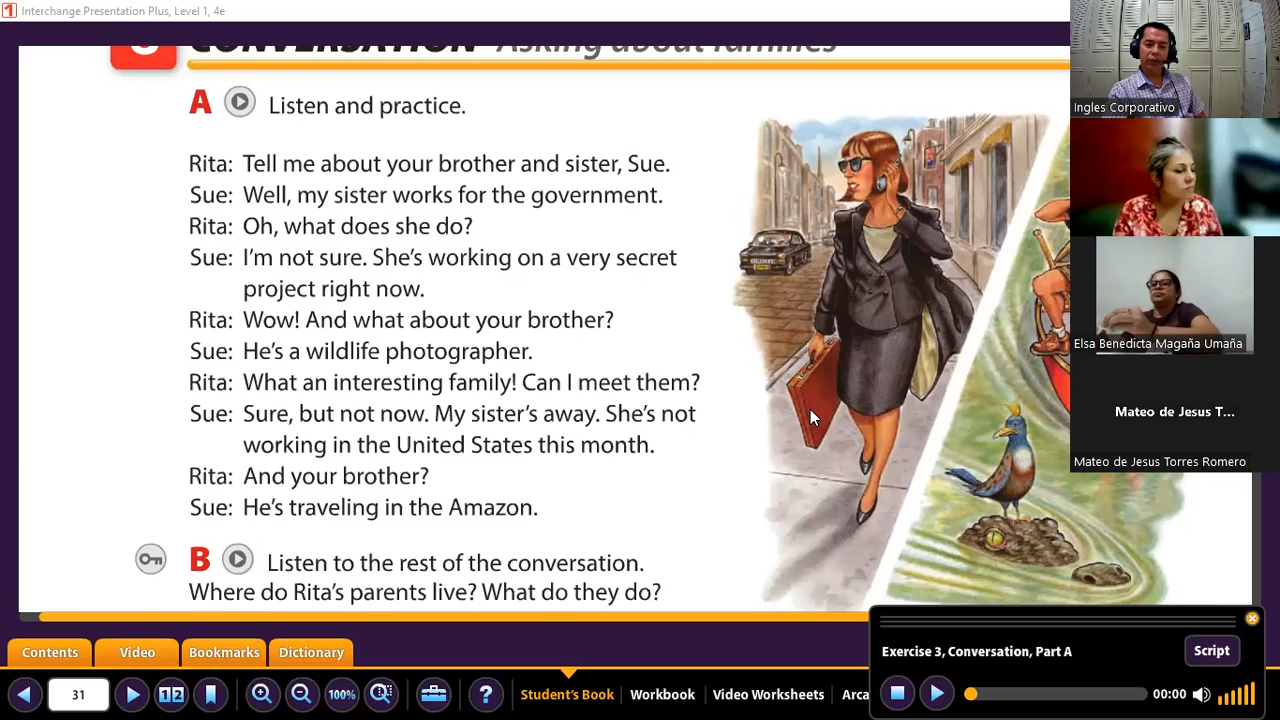 Interchange Presentation Plus, Level 1, 4e
CONVERSATION Asking about families
A Listen and practice.
Rita: Tell me about your brother and sister, Sue.
Sue: Well, my sister works for the government.
Rita: Oh, what does she do?
Sue: I'm not sure. She's working on a very secret
project right now.
Rita: Wow! And what about your brother?
Sue: He's a wildlife photographer.
Rita: What an interesting family! Can I meet them?
Sue: Sure, but not now. My sister's away. She's not
working in the United States this month.
Rita: And your brother?
Sue: He's traveling in the Amazon.
B Listen to the rest of the conversation.
Where do Rita's parents live? What do they do?
Ingles Corporativo
Elsa Benedicta Magaña Umaña
Mateo de Jesus T...
Mateo de Jesus Torres Romero
Exercise 3, Conversation, Part A
Script
00:00
Contents
Video
Bookmarks
Dictionary
31
1 2
100%
?
Student's Book
Workbook
Video Worksheets
Arca